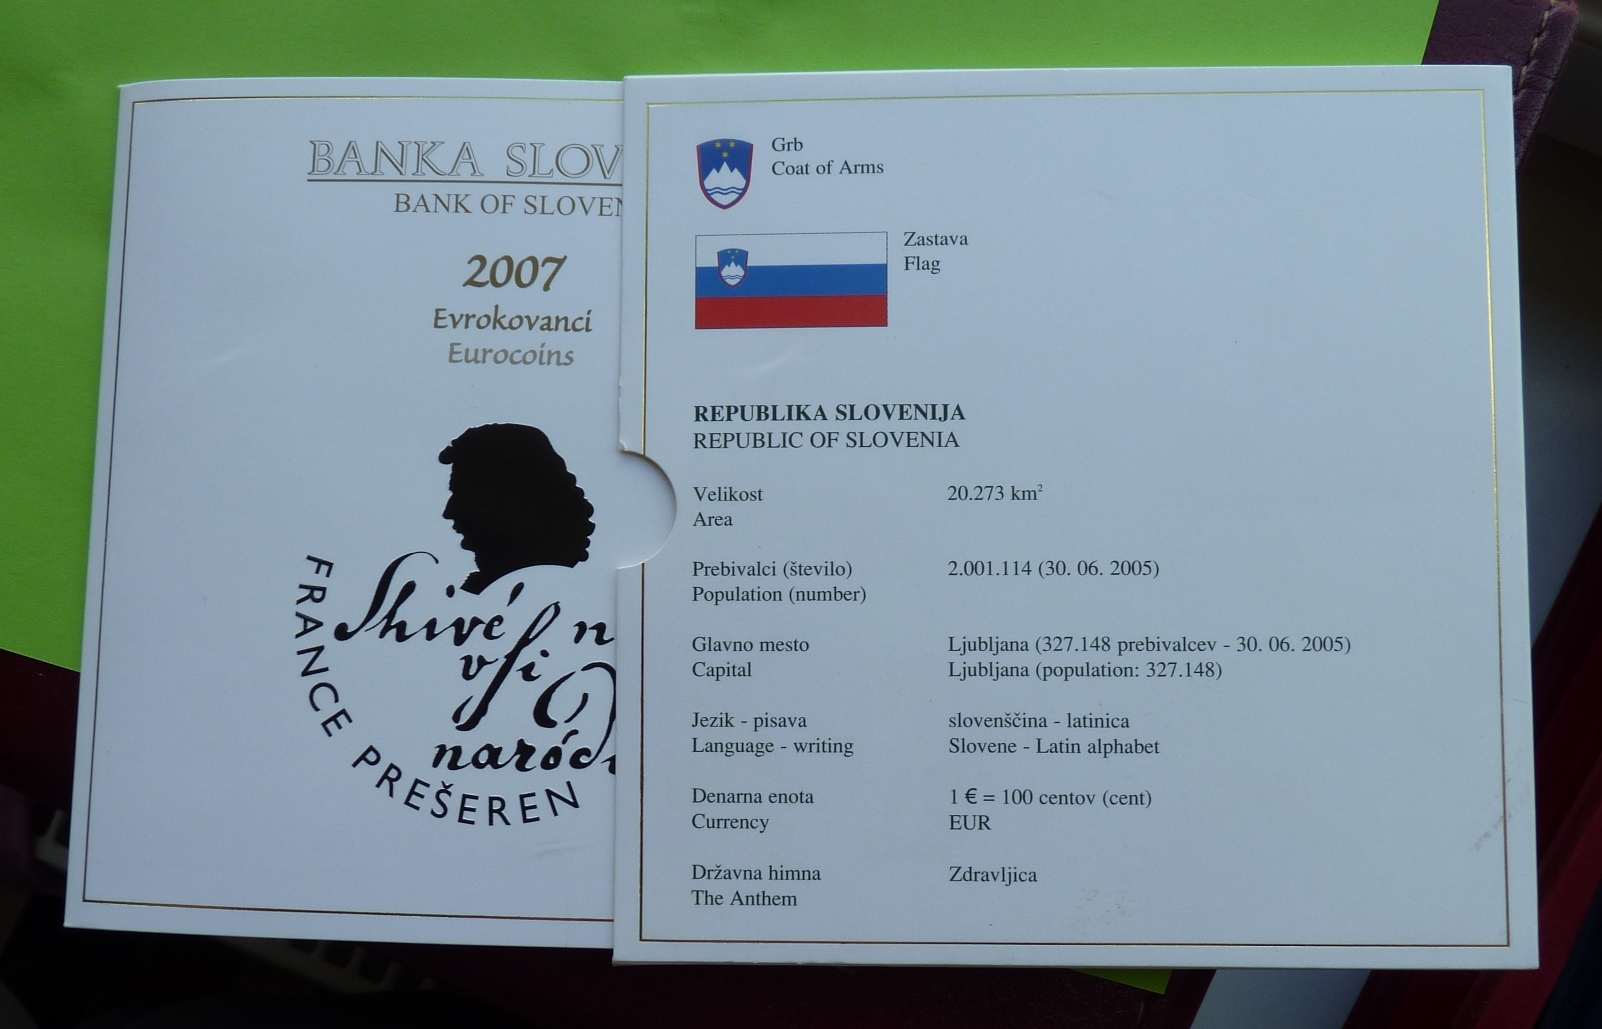 BANKA SLOV
BANK OF SLOVEN
2007
Evrokovanci
Eurocoins
Shivé n
vsi
naród
FRANCE PREŠEREN
Grb
Coat of Arms
Zastava
Flag
REPUBLIKA SLOVENIJA
REPUBLIC OF SLOVENIA
Velikost 20.273 km²
Area
Prebivalci (število) 2.001.114 (30. 06. 2005)
Population (number)
Glavno mesto Ljubljana (327.148 prebivalcev - 30. 06. 2005)
Capital Ljubljana (population: 327.148)
Jezik - pisava slovenščina - latinica
Language - writing Slovene - Latin alphabet
Denarna enota 1 € = 100 centov (cent)
Currency EUR
Državna himna Zdravljica
The Anthem